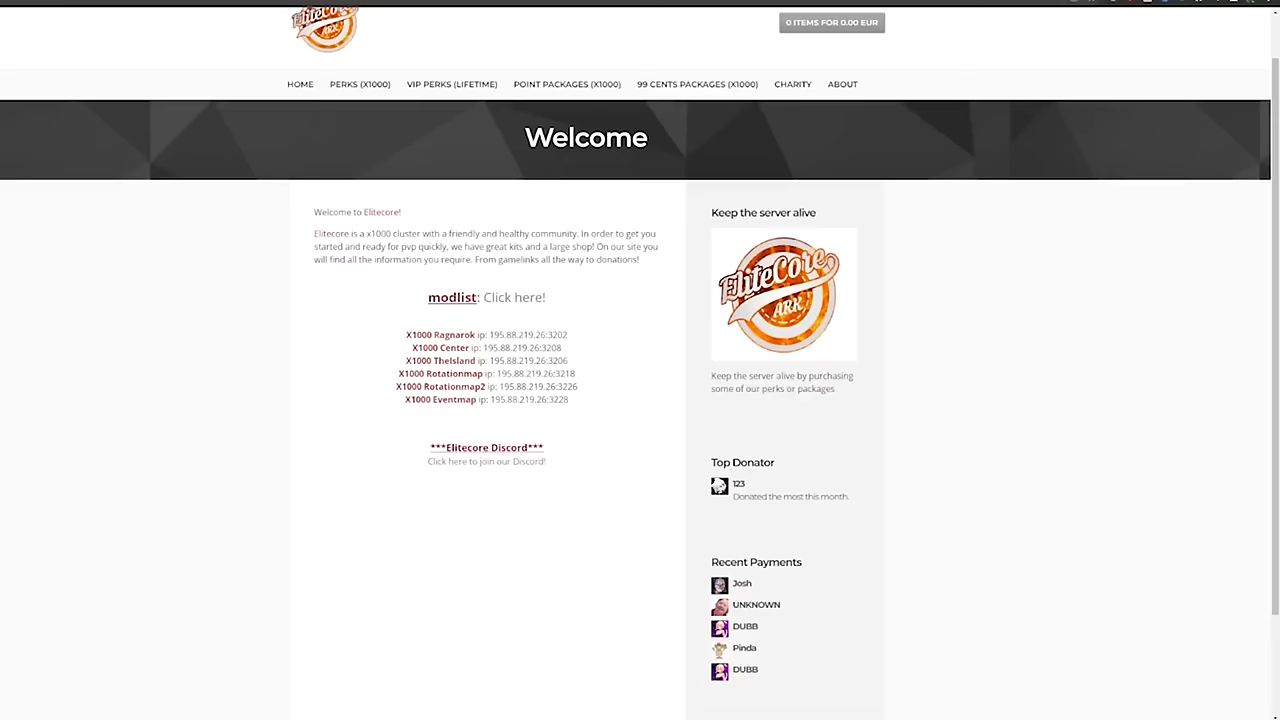 EliteCore
ARK
0 ITEMS FOR 0.00 EUR
HOME PERKS (X1000) VIP PERKS (LIFETIME) POINT PACKAGES (X1000) 99 CENTS PACKAGES (X1000) CHARITY ABOUT
Welcome
Welcome to Elitecore!
Elitecore is a x1000 cluster with a friendly and healthy community. In order to get you
started and ready for pvp quickly, we have great kits and a large shop! On our site you
will find all the information you require. From gamelinks all the way to donations!
modlist: Click here!
X1000 Ragnarok ip: 195.88.219.26:3202
X1000 Center ip: 195.88.219.26:3208
X1000 TheIsland ip: 195.88.219.26:3206
X1000 Rotationmap ip: 195.88.219.26:3218
X1000 Rotationmap2 ip: 195.88.219.26:3226
X1000 Eventmap ip: 195.88.219.26:3228
***Elitecore Discord***
Click here to join our Discord!
Keep the server alive
EliteCore
ARK
Keep the server alive by purchasing
some of our perks or packages
Top Donator
123
Donated the most this month.
Recent Payments
Josh
UNKNOWN
DUBB
Pinda
DUBB